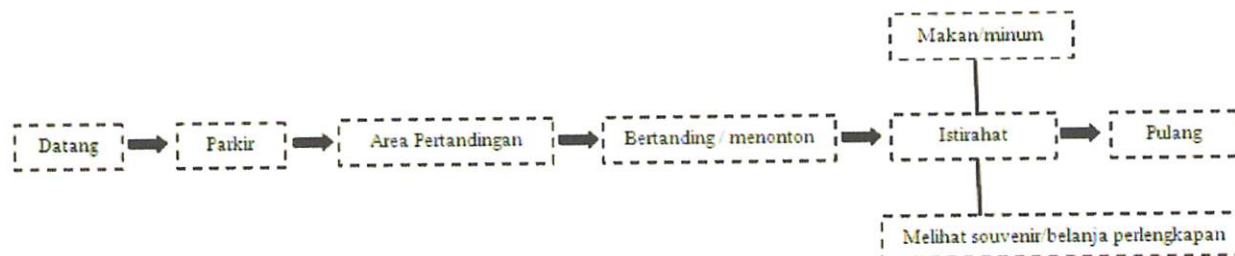 Makan/minum
Datang
Parkir
Area Pertandingan
Bertanding / menonton
Istirahat
Pulang
Melihat souvenir/belanja perlengkapan